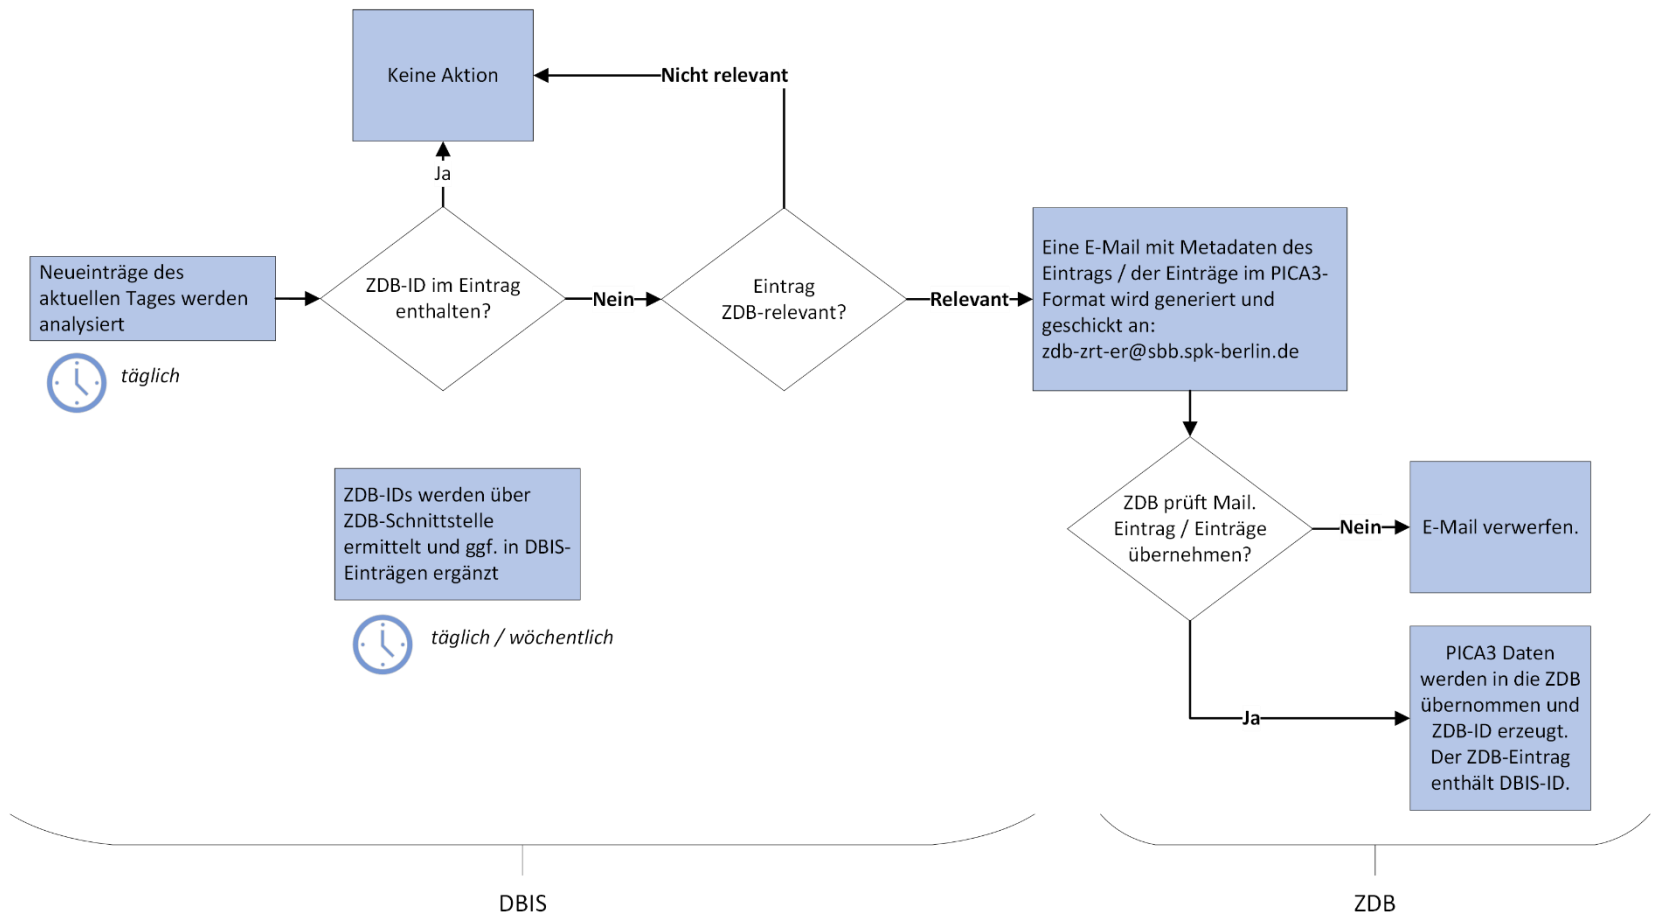 Keine Aktion
Nicht relevant
Ja
Neueinträge des
aktuellen Tages werden
analysiert
täglich
ZDB-ID im Eintrag
enthalten?
Nein
Eintrag
ZDB-relevant?
Relevant
Eine E-Mail mit Metadaten des
Eintrags / der Einträge im PICA3-
Format wird generiert und
geschickt an:
zdb-zrt-er@sbb.spk-berlin.de
ZDB-IDs werden über
ZDB-Schnittstelle
ermittelt und ggf. in DBIS-
Einträgen ergänzt
täglich / wöchentlich
ZDB prüft Mail.
Eintrag / Einträge
übernehmen?
Nein
E-Mail verwerfen.
Ja
PICA3 Daten
werden in die ZDB
übernommen und
ZDB-ID erzeugt.
Der ZDB-Eintrag
enthält DBIS-ID.
DBIS
ZDB